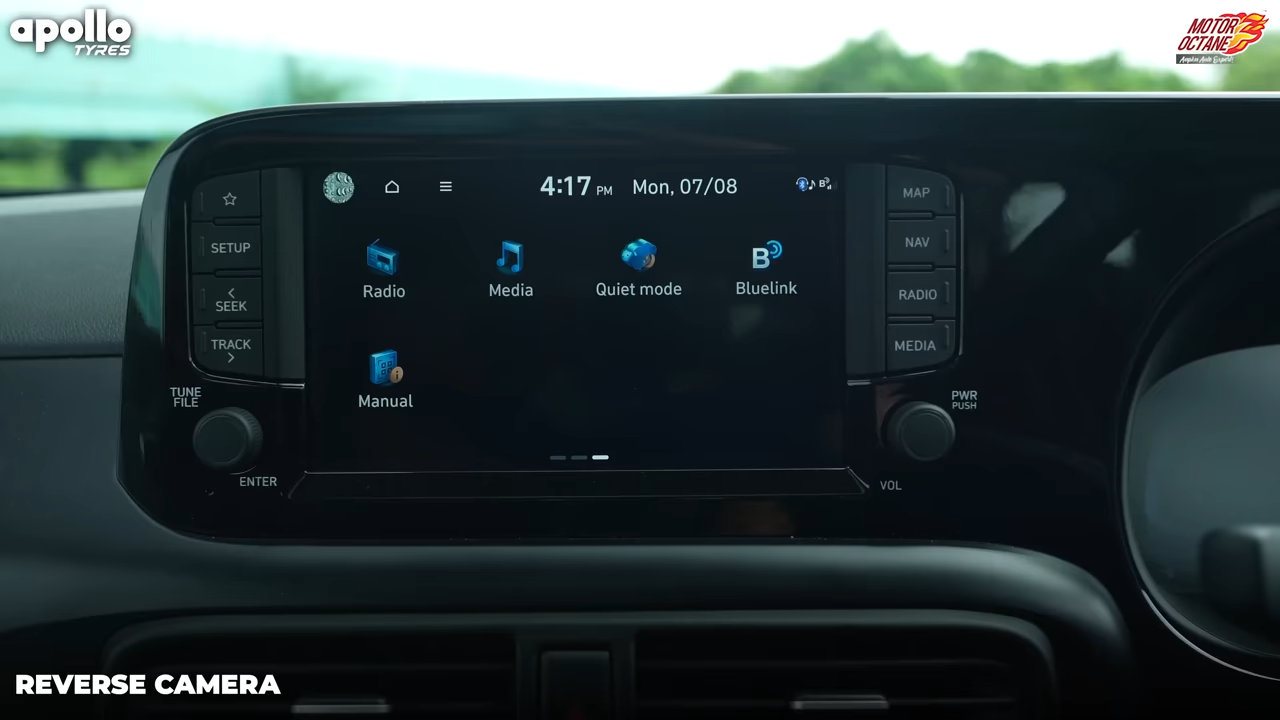 apollo
TYRES
MOTOR
OCTANE
SETUP
SEEK
TRACK
TUNE
FILE
ENTER
4:17 PM Mon, 07/08
Radio
Media
Quiet mode
Bluelink
Manual
MAP
NAV
RADIO
MEDIA
PWR
PUSH
VOL
REVERSE CAMERA